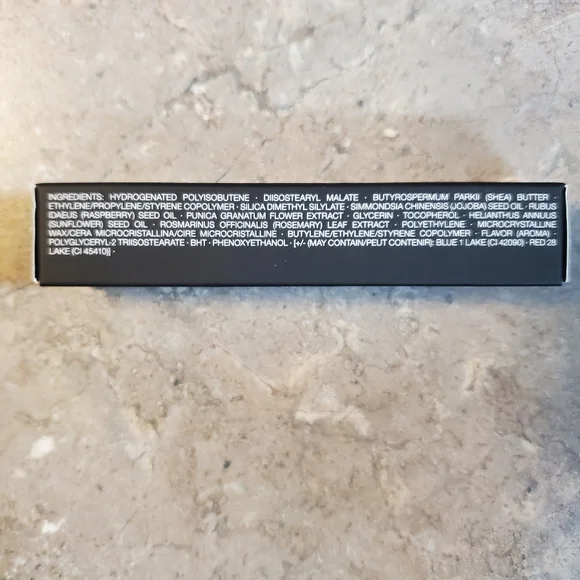 INGREDIENTS: HYDROGENATED POLYISOBUTENE · DIISOSTEARYL MALATE · BUTYROSPERMUM PARKII (SHEA) BUTTER ·
ETHYLENE/PROPYLENE/STYRENE COPOLYMER · SILICA DIMETHYL SILYLATE · SIMMONDSIA CHINENSIS (JOJOBA) SEED OIL · RUBUS
IDAEUS (RASPBERRY) SEED OIL · PUNICA GRANATUM FLOWER EXTRACT · GLYCERIN · TOCOPHEROL · HELIANTHUS ANNUUS
(SUNFLOWER) SEED OIL · ROSMARINUS OFFICINALIS (ROSEMARY) LEAF EXTRACT · POLYETHYLENE · MICROCRYSTALLINE
WAX/CERA MICROCRISTALLINA/CIRE MICROCRISTALLINE · BUTYLENE/ETHYLENE/STYRENE COPOLYMER · FLAVOR (AROMA) ·
POLYGLYCERYL-2 TRIISOSTEARATE · BHT · PHENOXYETHANOL · [+/- (MAY CONTAIN/PEUT CONTENIR): BLUE 1 LAKE (CI 42090) · RED 28
LAKE (CI 45410)] ·